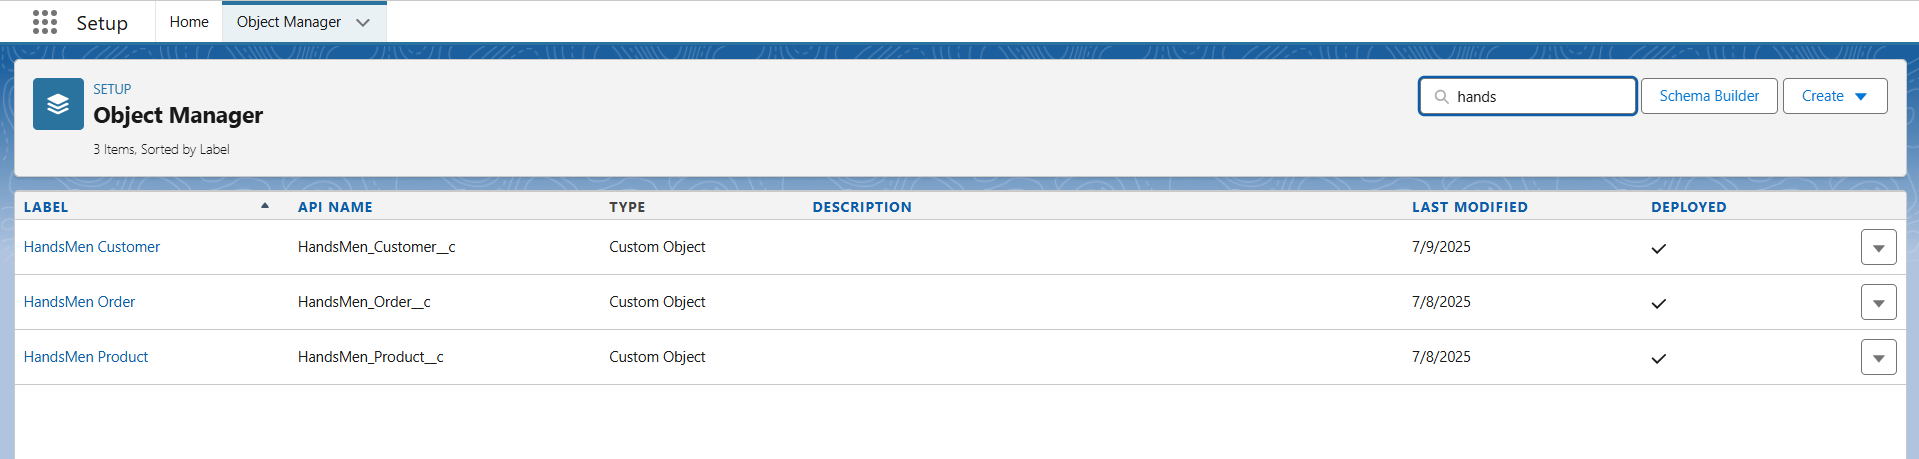 Setup Home Object Manager
SETUP
Object Manager
3 Items, Sorted by Label
hands Schema Builder Create
LABEL API NAME TYPE DESCRIPTION LAST MODIFIED DEPLOYED
HandsMen Customer HandsMen_Customer__c Custom Object 7/9/2025
HandsMen Order HandsMen_Order__c Custom Object 7/8/2025
HandsMen Product HandsMen_Product__c Custom Object 7/8/2025